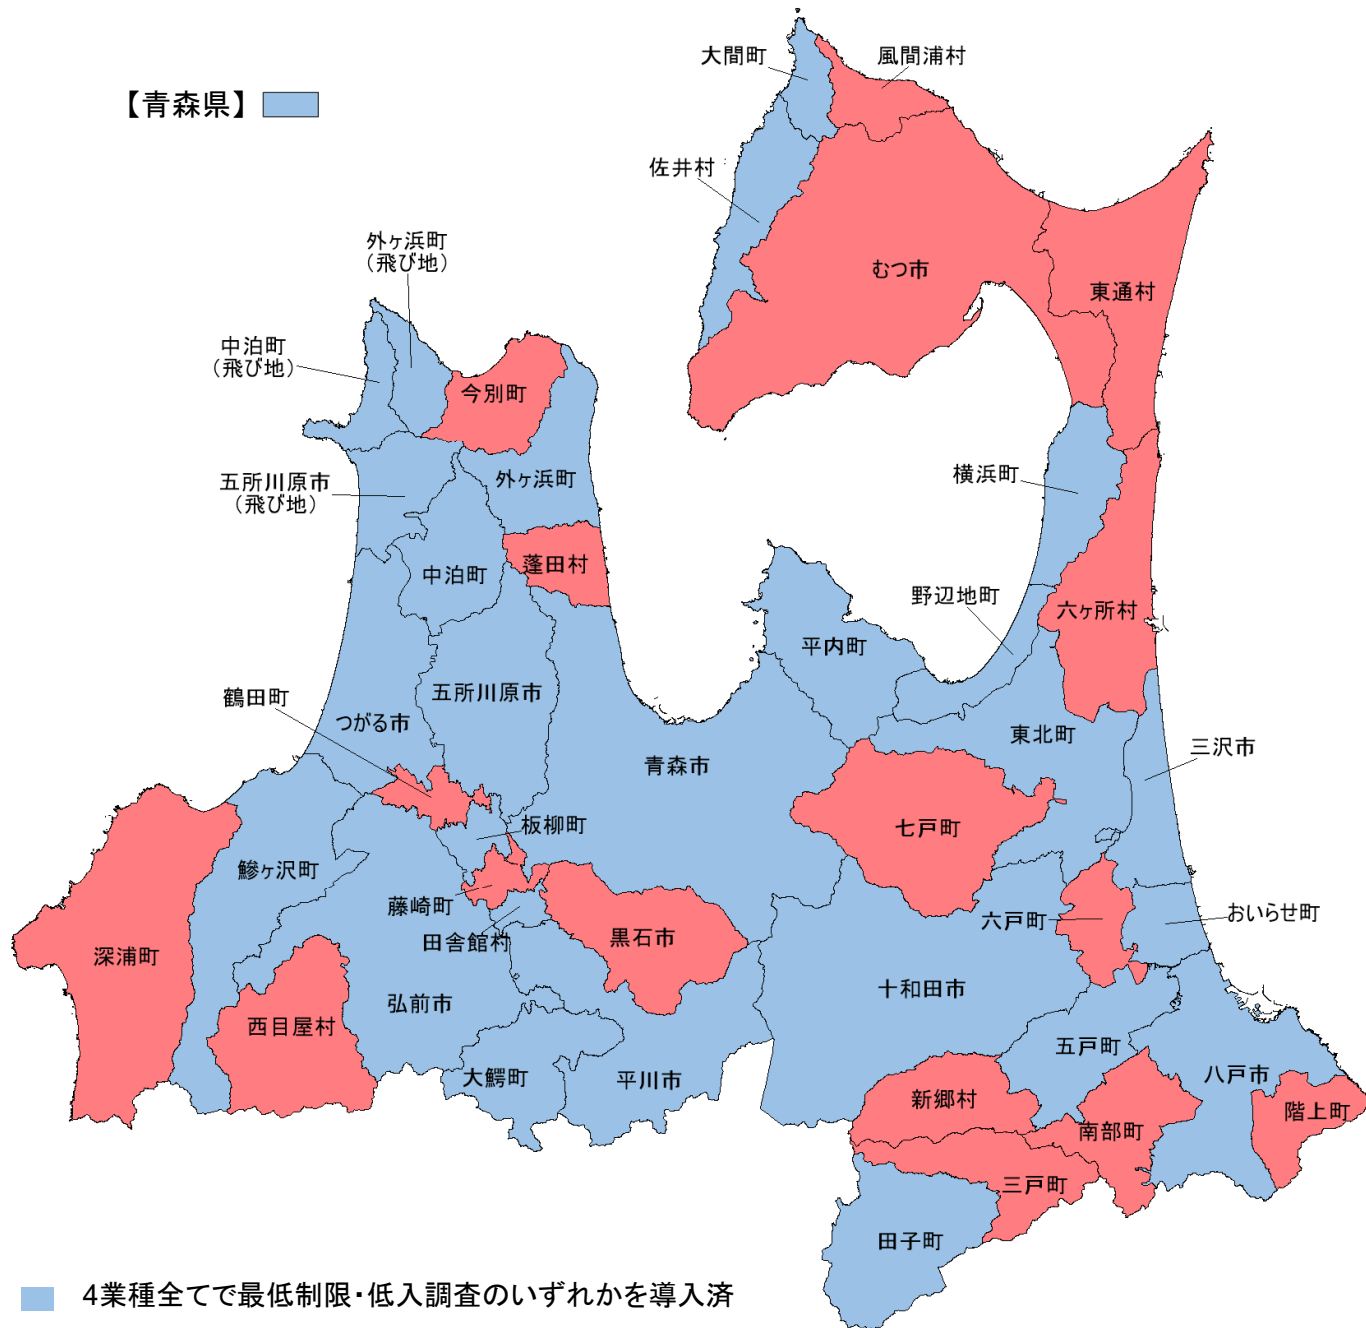 大間町
風間浦村
【青森県】
佐井村
外ヶ浜町
（飛び地）
むつ市
東通村
中泊町
（飛び地）
今別町
五所川原市
（飛び地）
外ヶ浜町
横浜町
蓬田村
中泊町
野辺地町
六ヶ所村
平内町
鶴田町
五所川原市
つがる市
東北町
三沢市
青森市
板柳町
七戸町
鰺ヶ沢町
藤崎町
田舎館村
黒石市
六戸町
おいらせ町
深浦町
弘前市
十和田市
西目屋村
五戸町
大鰐町
平川市
八戸市
新郷村
階上町
南部町
三戸町
田子町
4業種全てで最低制限・低入調査のいずれかを導入済